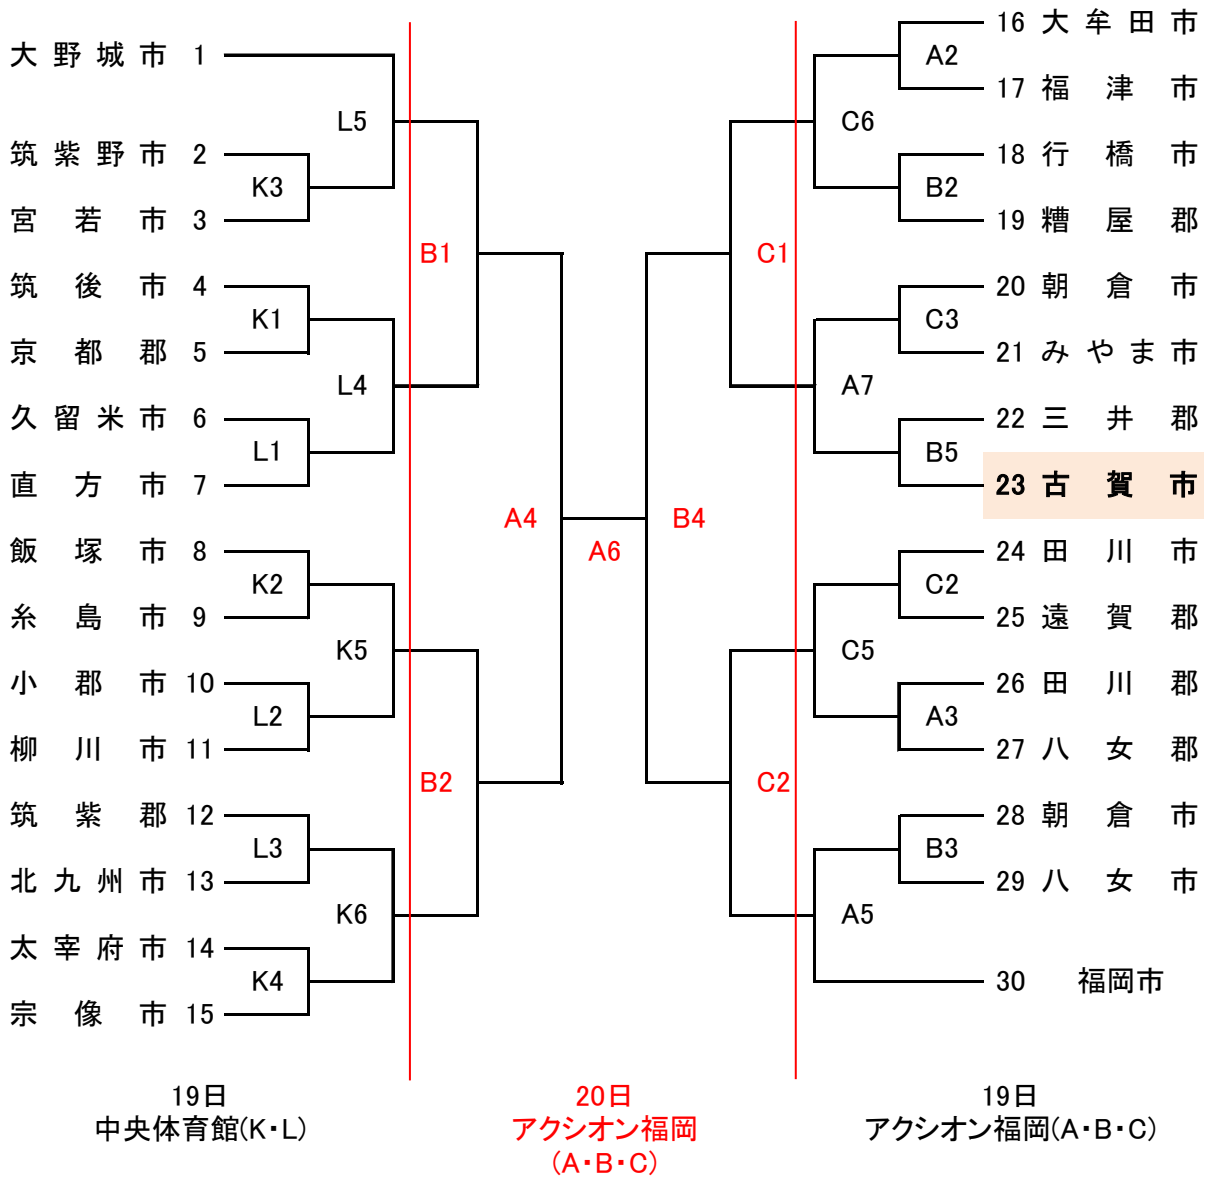 大野城市 1
筑紫野市 2
宮若市 3
筑後市 4
京都郡 5
久留米市 6
直方市 7
飯塚市 8
糸島市 9
小郡市 10
柳川市 11
筑紫郡 12
北九州市 13
太宰府市 14
宗像市 15
K3
K1
L1
K2
L2
L3
K4
L5
L4
K5
K6
B1
B2
A4
A6
B4
C1
C2
C6
A7
C5
A5
A2
B2
C3
B5
C2
A3
B3
16 大牟田市
17 福津市
18 行橋市
19 糟屋郡
20 朝倉市
21 みやま市
22 三井郡
23 古賀市
24 田川市
25 遠賀郡
26 田川郡
27 八女郡
28 朝倉市
29 八女市
30 福岡市
19日
中央体育館(K・L)
20日
アクシオン福岡
(A・B・C)
19日
アクシオン福岡(A・B・C)